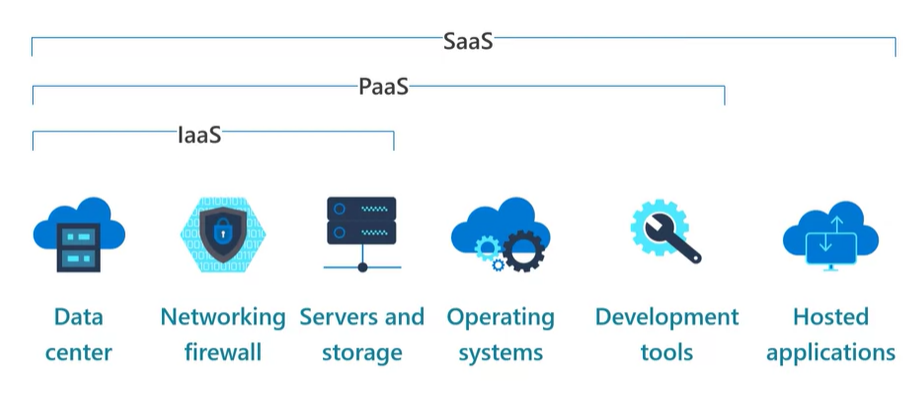 SaaS
PaaS
IaaS
Data center
Networking firewall
Servers and storage
Operating systems
Development tools
Hosted applications